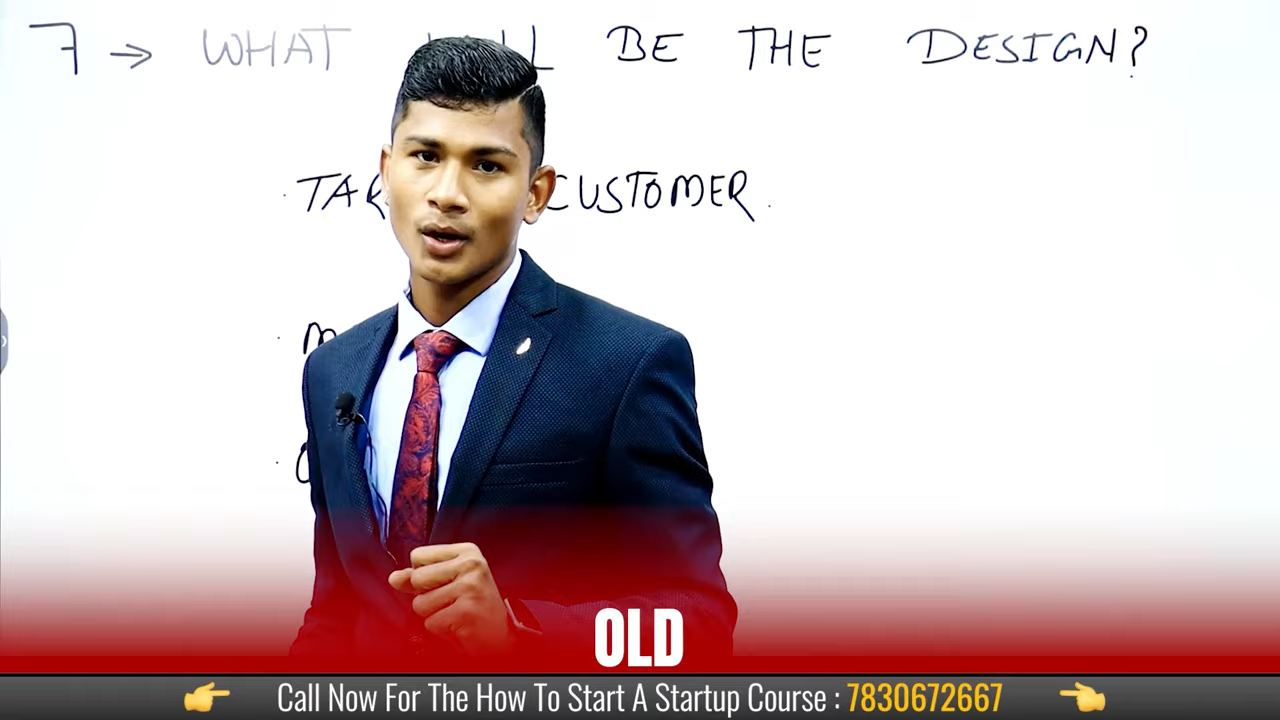 7 → WHAT BE THE DESIGN?
CUSTOMER
OLD
👉 Call Now For The How To Start A Startup Course : 7830672667 👈